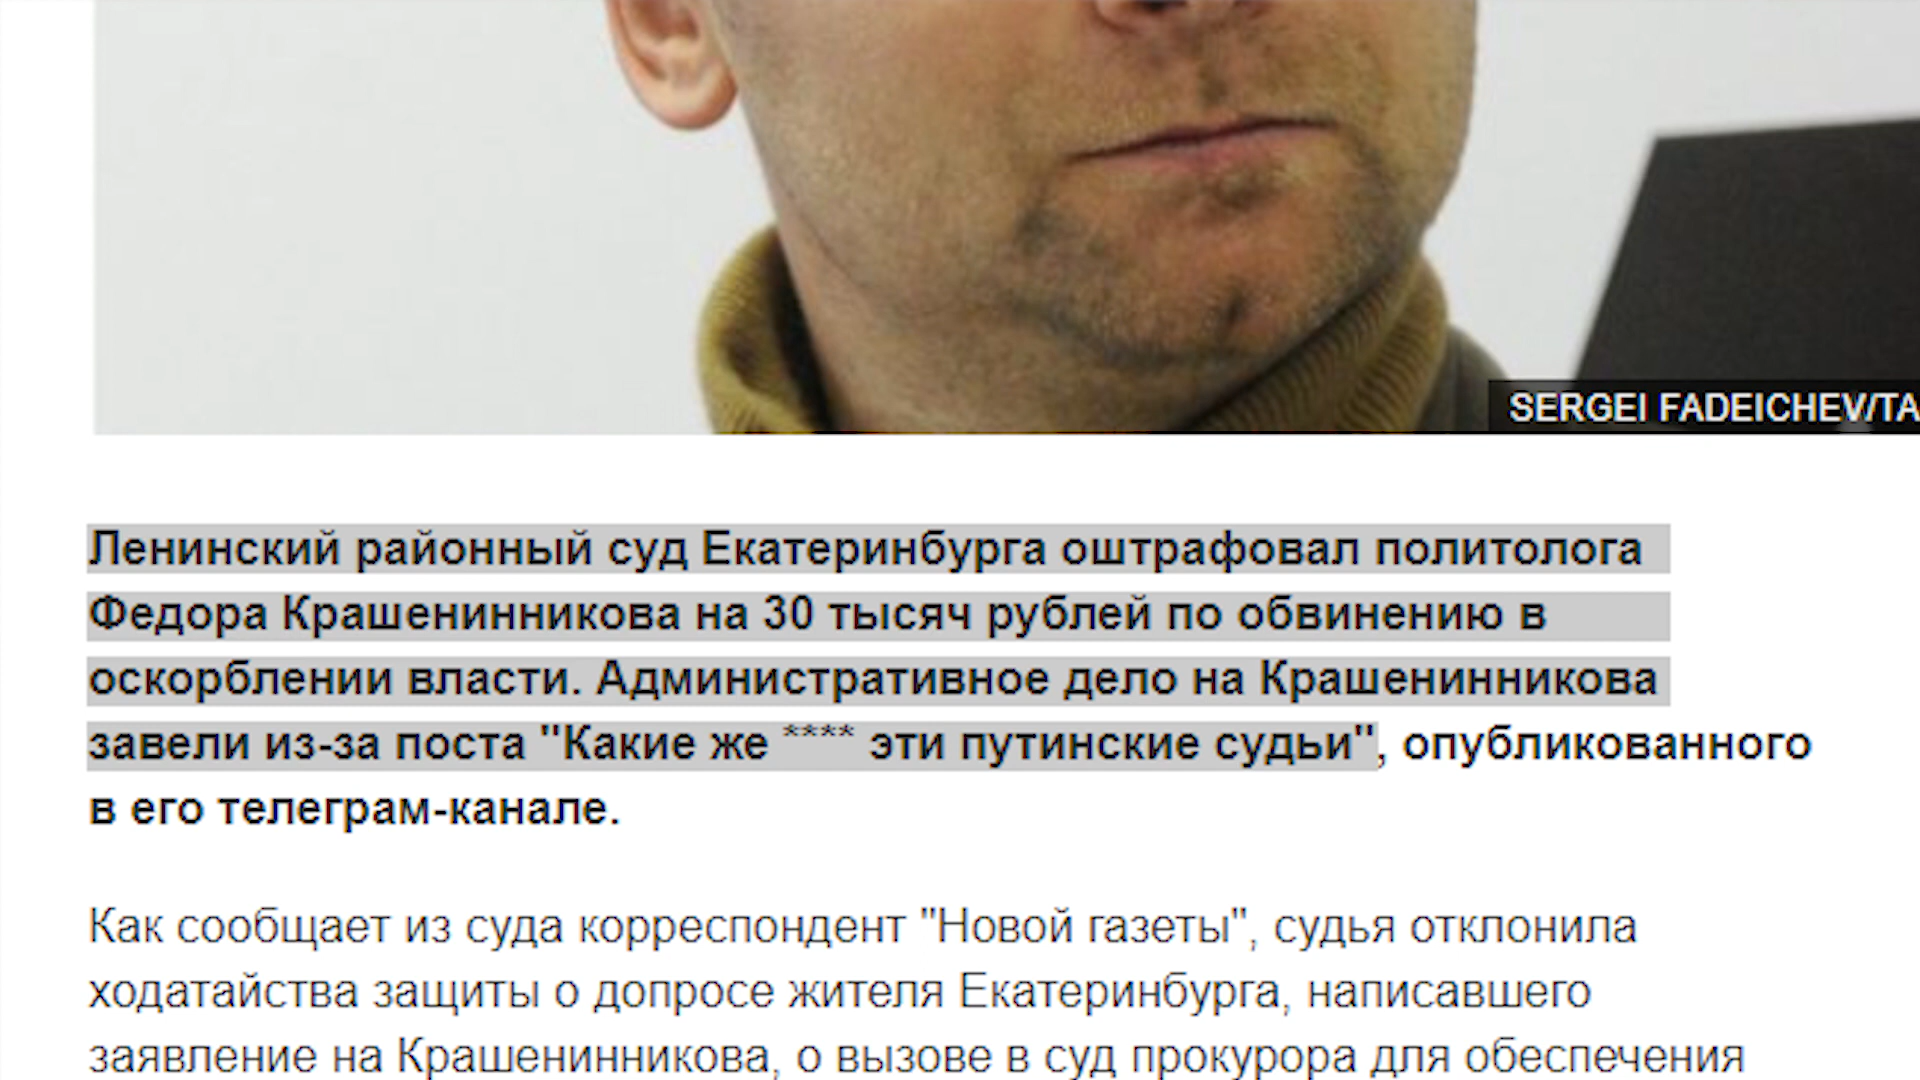 SERGEI FADEICHEV/TA
Ленинский районный суд Екатеринбурга оштрафовал политолога
Федора Крашенинникова на 30 тысяч рублей по обвинению в
оскорблении власти. Административное дело на Крашенинникова
завели из-за поста "Какие же **** эти путинские судьи", опубликованного
в его телеграм-канале.
Как сообщает из суда корреспондент "Новой газеты", судья отклонила
ходатайства защиты о допросе жителя Екатеринбурга, написавшего
заявление на Крашенинникова, о вызове в суд прокурора для обеспечения